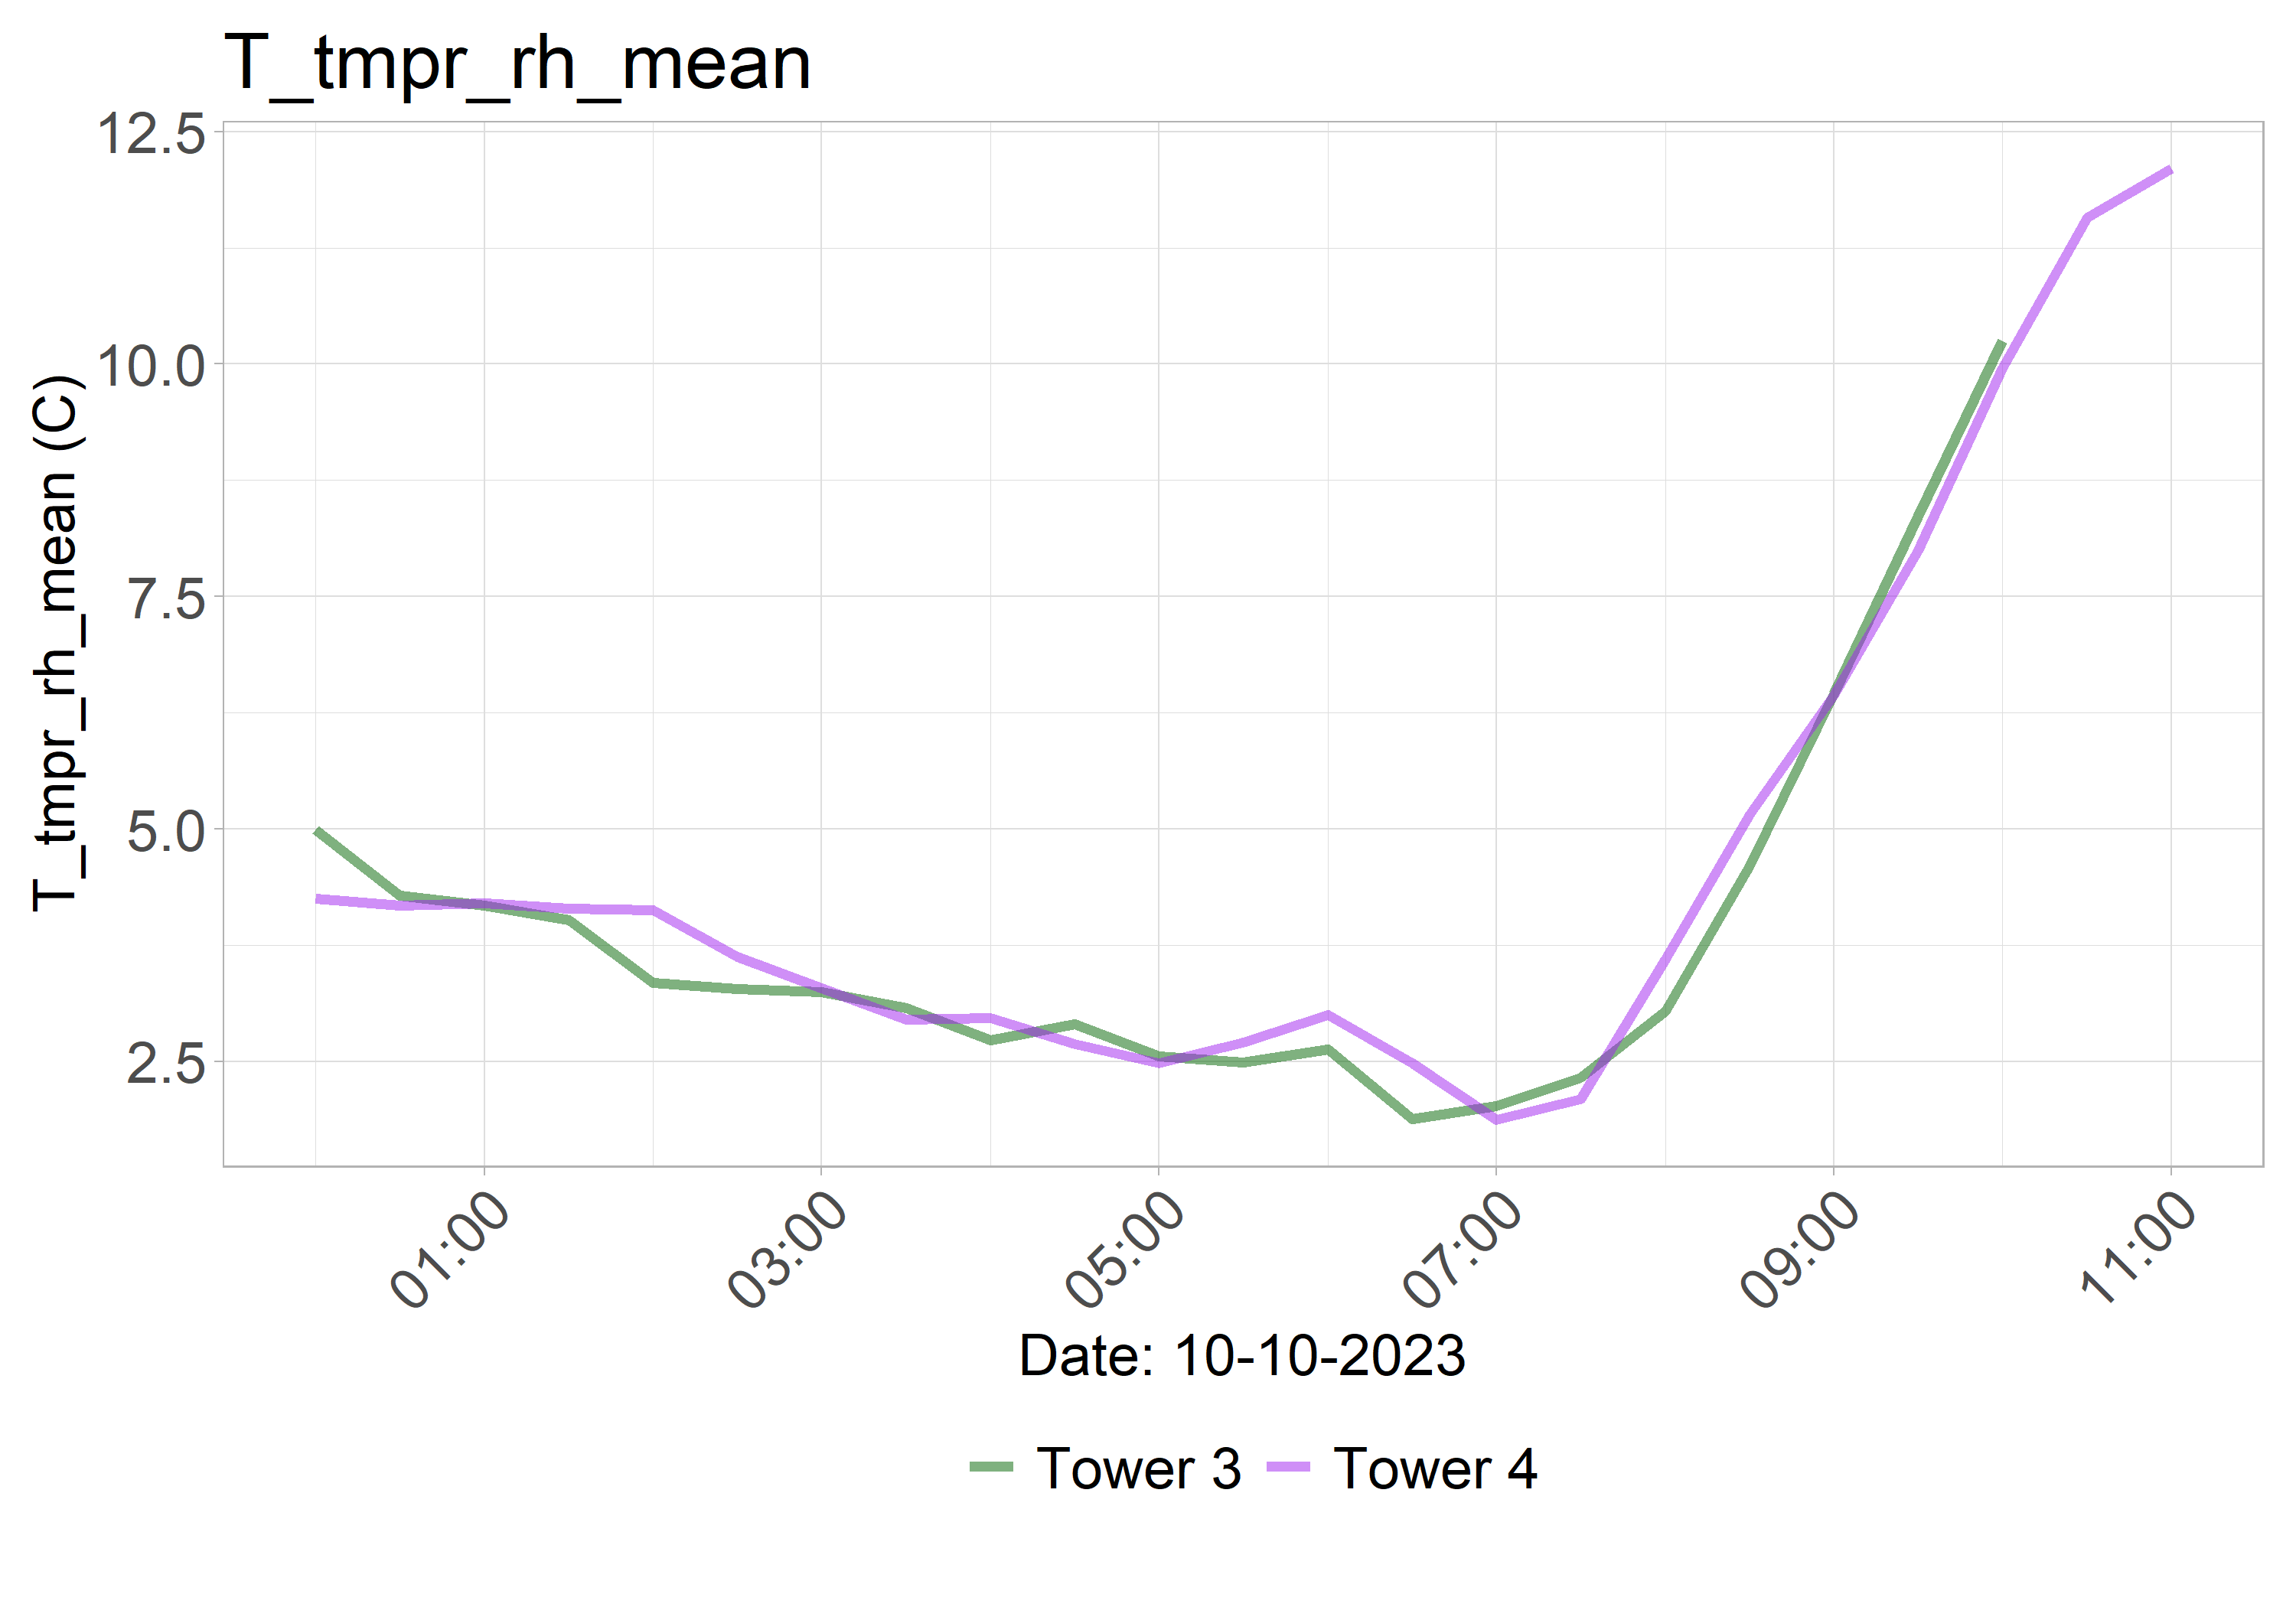 T_tmpr_rh_mean
12.5
10.0
7.5
5.0
2.5
T_tmpr_rh_mean (C)
01:00 03:00 05:00 07:00 09:00 11:00
Date: 10-10-2023
Tower 3 Tower 4